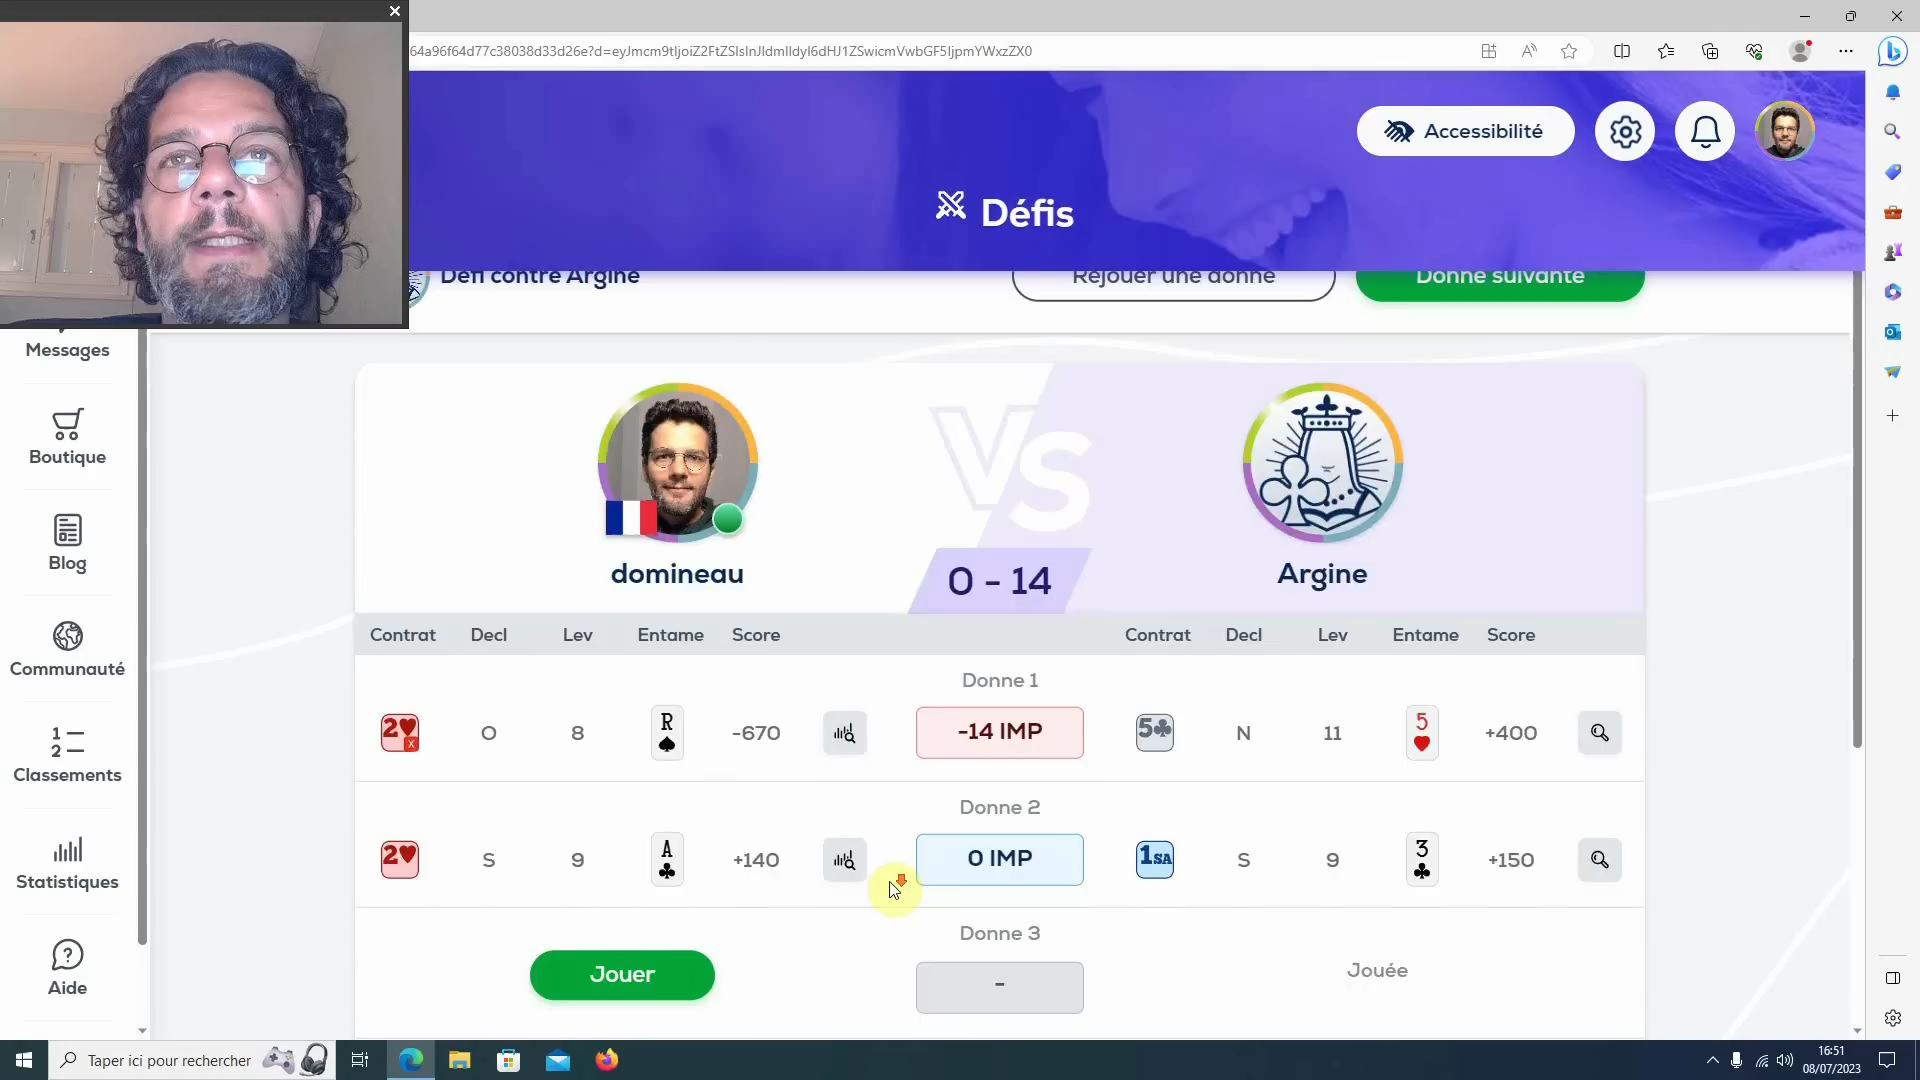 64a96f64d77c38038d33d26e?d=eyJmcm9tIjoiZ2FtZSIsInJldmlldyI6dHJ1ZSwicmVwbGF5IjpmYWxzZX0
Accessibilité
Défis
Défi contre Argine
Rejouer une donne
Donne suivante
Messages
Boutique
Blog
Communauté
Classements
Statistiques
Aide
VS
domineau
0 - 14
Argine
Contrat Decl Lev Entame Score Contrat Decl Lev Entame Score
Donne 1
2♥ x O 8 R♠ -670 -14 IMP 5♣ N 11 5♥ +400
Donne 2
2♥ S 9 A♣ +140 0 IMP 1SA S 9 3♣ +150
Donne 3
Jouer - Jouée
Taper ici pour rechercher
16:51
08/07/2023